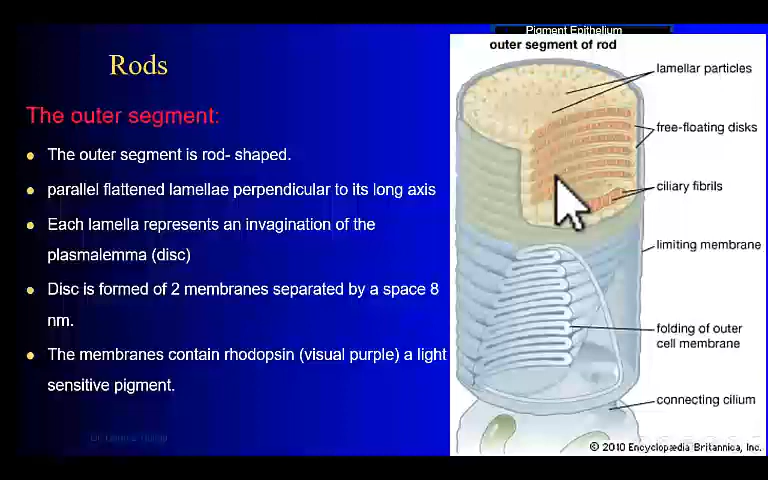 Pigment Epithelium
Rods
The outer segment:
The outer segment is rod- shaped.
parallel flattened lamellae perpendicular to its long axis
Each lamella represents an invagination of the
plasmalemma (disc)
Disc is formed of 2 membranes separated by a space 8
nm.
The membranes contain rhodopsin (visual purple) a light
sensitive pigment.
outer segment of rod
lamellar particles
free-floating disks
ciliary fibrils
limiting membrane
folding of outer
cell membrane
connecting cilium
© 2010 Encyclopædia Britannica, Inc.